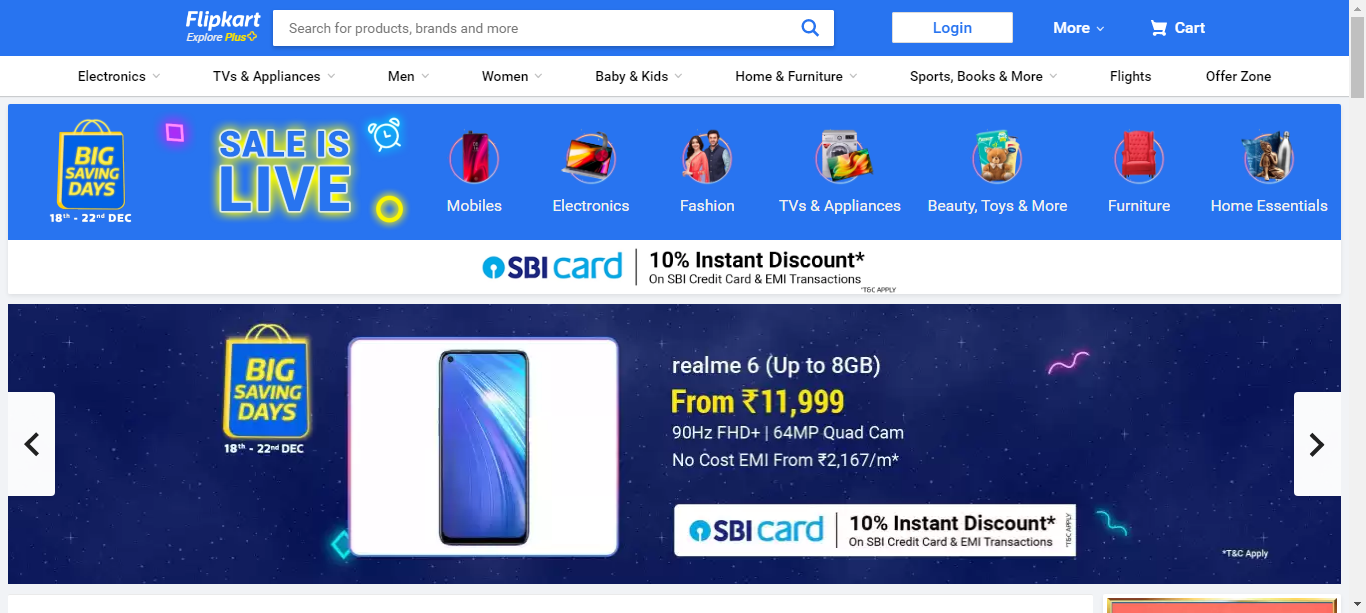 Flipkart
Explore Plus
Search for products, brands and more
Login
More
Cart
Electronics
TVs & Appliances
Men
Women
Baby & Kids
Home & Furniture
Sports, Books & More
Flights
Offer Zone
BIG
SAVING
DAYS
18th - 22nd DEC
SALE IS
LIVE
Mobiles
Electronics
Fashion
TVs & Appliances
Beauty, Toys & More
Furniture
Home Essentials
SBI card
10% Instant Discount*
On SBI Credit Card & EMI Transactions
*T&C APPLY
BIG
SAVING
DAYS
18th - 22nd DEC
realme 6 (Up to 8GB)
From ₹11,999
90Hz FHD+ | 64MP Quad Cam
No Cost EMI From ₹2,167/m*
SBI card
10% Instant Discount*
On SBI Credit Card & EMI Transactions
*T&C APPLY
*T&C Apply